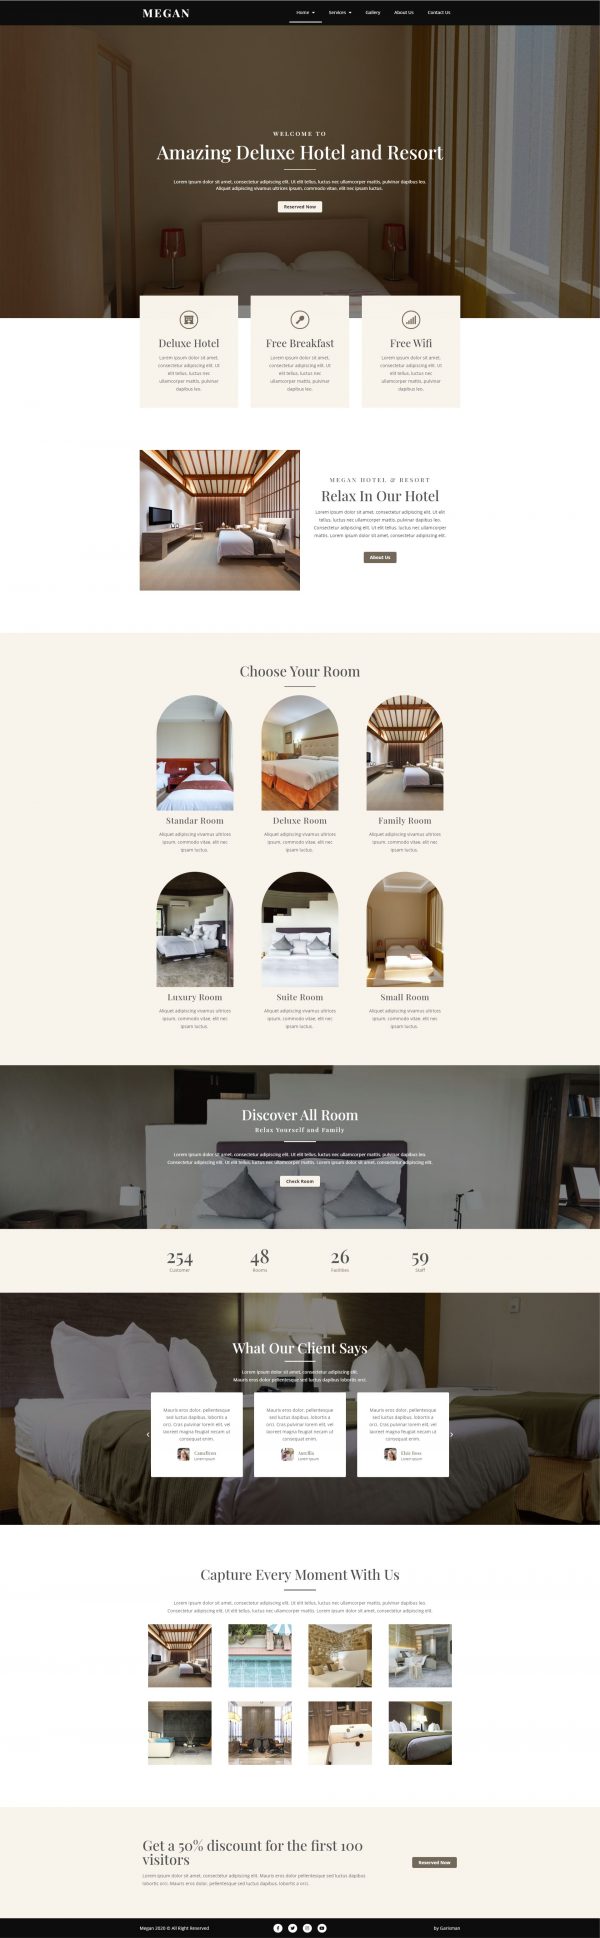 MEGAN
Home
Services
Gallery
About Us
Contact Us
WELCOME TO
Amazing Deluxe Hotel and Resort
Lorem ipsum dolor sit amet, consectetur adipiscing elit. Ut elit tellus, luctus nec ullamcorper mattis, pulvinar dapibus leo.
Aliquet adipiscing vivamus ultrices ipsum, commodo vitae, elit nec ipsum luctus.
Reserved Now
Deluxe Hotel
Lorem ipsum dolor sit amet,
consectetur adipiscing elit. Ut
elit tellus, luctus nec
ullamcorper mattis, pulvinar
dapibus leo.
Free Breakfast
Lorem ipsum dolor sit amet,
consectetur adipiscing elit. Ut
elit tellus, luctus nec
ullamcorper mattis, pulvinar
dapibus leo.
Free Wifi
Lorem ipsum dolor sit amet,
consectetur adipiscing elit. Ut
elit tellus, luctus nec
ullamcorper mattis, pulvinar
dapibus leo.
MEGAN HOTEL & RESORT
Relax In Our Hotel
Lorem ipsum dolor sit amet, consectetur adipiscing elit. Ut elit
tellus, luctus nec ullamcorper mattis, pulvinar dapibus leo.
Consectetur adipiscing elit. Ut elit tellus, luctus nec ullamcorper
mattis. Lorem ipsum dolor sit amet, consectetur adipiscing elit.
About Us
Choose Your Room
Standar Room
Aliquet adipiscing vivamus ultrices
ipsum, commodo vitae, elit nec
ipsum luctus.
Deluxe Room
Aliquet adipiscing vivamus ultrices
ipsum, commodo vitae, elit nec
ipsum luctus.
Family Room
Aliquet adipiscing vivamus ultrices
ipsum, commodo vitae, elit nec
ipsum luctus.
Luxury Room
Aliquet adipiscing vivamus ultrices
ipsum, commodo vitae, elit nec
ipsum luctus.
Suite Room
Aliquet adipiscing vivamus ultrices
ipsum, commodo vitae, elit nec
ipsum luctus.
Small Room
Aliquet adipiscing vivamus ultrices
ipsum, commodo vitae, elit nec
ipsum luctus.
Discover All Room
Relax Yourself and Family
Lorem ipsum dolor sit amet, consectetur adipiscing elit. Ut elit tellus, luctus nec ullamcorper mattis, pulvinar dapibus leo.
Consectetur adipiscing elit. Ut elit tellus, luctus nec ullamcorper mattis. Lorem ipsum dolor sit amet, consectetur adipiscing elit.
Check Room
254
Customer
48
Rooms
26
Facilities
59
Staff
What Our Client Says
Lorem ipsum dolor sit amet, consectetur adipiscing elit.
Mauris eros dolor pellentesque sed luctus dapibus lobortis orci.
Mauris eros dolor, pellentesque
sed luctus dapibus, lobortis a
orci. Cras pulvinar lorem elit, vel
laoreet magna feugiat necam ut
consequat enim.
Lorem ipsum
Mauris eros dolor, pellentesque
sed luctus dapibus, lobortis a
orci. Cras pulvinar lorem elit, vel
laoreet magna feugiat necam ut
consequat enim.
Lorem ipsum
Mauris eros dolor, pellentesque
sed luctus dapibus, lobortis a
orci. Cras pulvinar lorem elit, vel
laoreet magna feugiat necam ut
consequat enim.
Elsie Ross
Lorem ipsum
Capture Every Moment With Us
Lorem ipsum dolor sit amet, consectetur adipiscing elit. Ut elit tellus, luctus nec ullamcorper mattis, pulvinar dapibus leo.
Consectetur adipiscing elit. Ut elit tellus, luctus nec ullamcorper mattis. Lorem ipsum dolor sit amet, consectetur adipiscing elit.
Get a 50% discount for the first 100
visitors
Lorem ipsum dolor sit amet, consectetur adipiscing elit. Mauris eros dolor, pellentesque sed luctus dapibus,
lobortis orci. Mauris eros dolor, pellentesque sed luctus dapibus, lobortis a orci.
Reserved Now
Megan 2020 © All Right Reserved
by Garisman